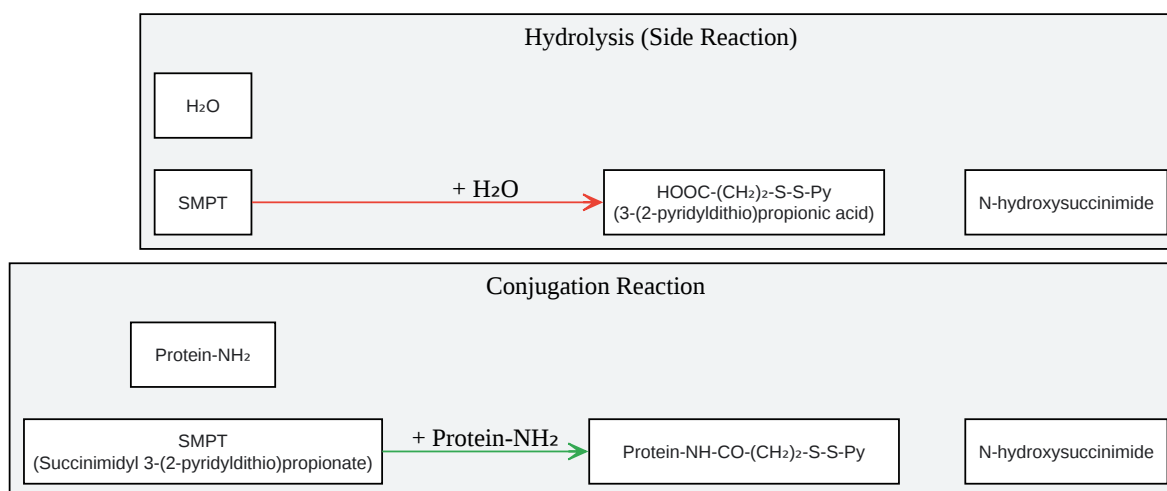 Hydrolysis (Side Reaction)
H₂O
SMPT
+ H₂O
HOOC-(CH₂)₂-S-S-Py
(3-(2-pyridyldithio)propionic acid)
N-hydroxysuccinimide
Conjugation Reaction
Protein-NH₂
SMPT
(Succinimidyl 3-(2-pyridyldithio)propionate)
+ Protein-NH₂
Protein-NH-CO-(CH₂)₂-S-S-Py
N-hydroxysuccinimide